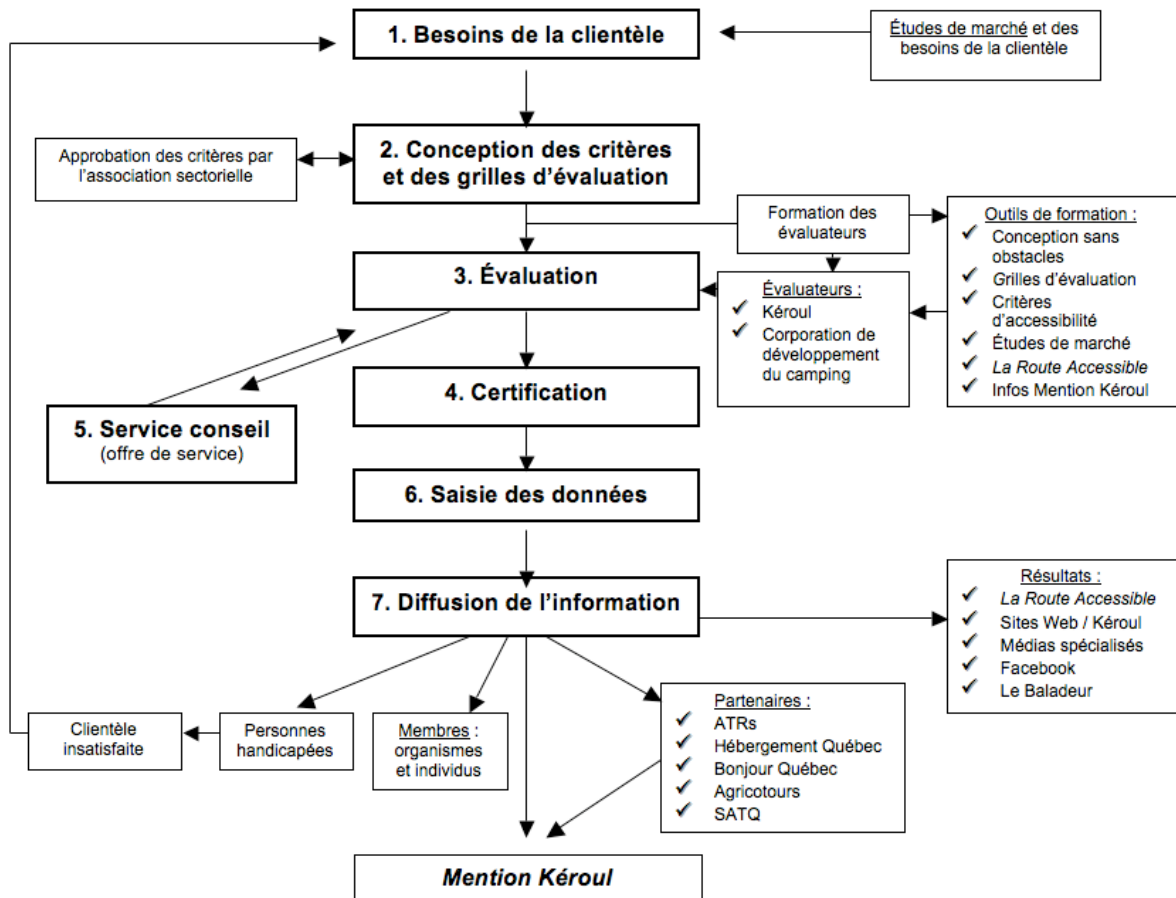 1. Besoins de la clientèle
Études de marché et des
besoins de la clientèle
Approbation des critères par
l'association sectorielle
2. Conception des critères
et des grilles d'évaluation
Formation des
évaluateurs
Outils de formation :
✓ Conception sans
obstacles
✓ Grilles d'évaluation
✓ Critères
d'accessibilité
✓ Études de marché
✓ La Route Accessible
✓ Infos Mention Kéroul
3. Évaluation
Évaluateurs :
✓ Kéroul
✓ Corporation de
développement
du camping
4. Certification
5. Service conseil
(offre de service)
6. Saisie des données
7. Diffusion de l'information
Résultats :
✓ La Route Accessible
✓ Sites Web / Kéroul
✓ Médias spécialisés
✓ Facebook
✓ Le Baladeur
Clientèle
insatisfaite
Personnes
handicapées
Membres :
organismes
et individus
Partenaires :
✓ ATRs
✓ Hébergement Québec
✓ Bonjour Québec
✓ Agricotours
✓ SATQ
Mention Kéroul